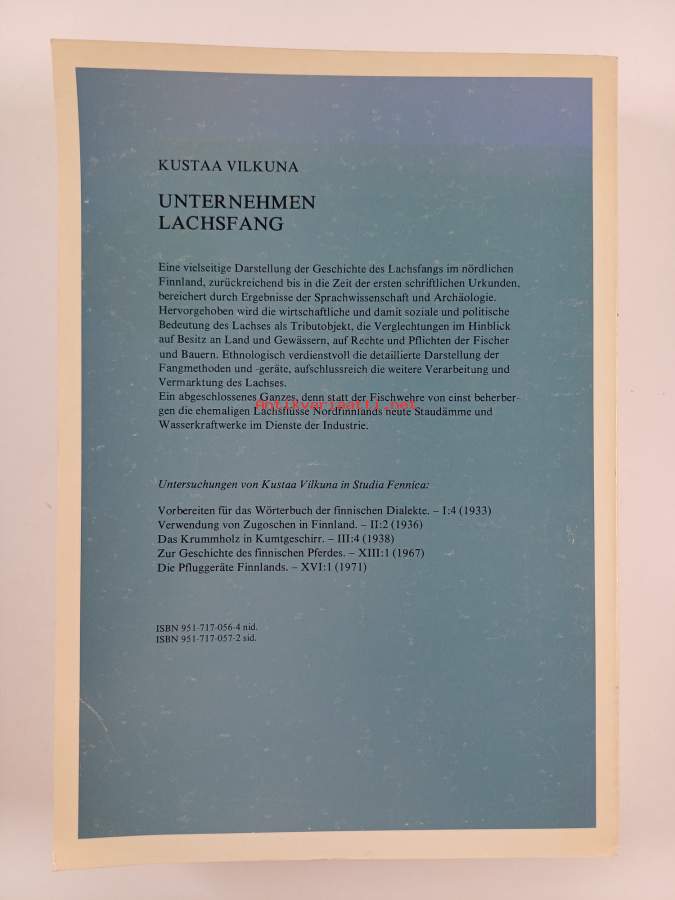 KUSTAA VILKUNA
UNTERNEHMEN
LACHSFANG
Eine vielseitige Darstellung der Geschichte des Lachsfangs im nördlichen
Finnland, zurückreichend bis in die Zeit der ersten schriftlichen Urkunden,
bereichert durch Ergebnisse der Sprachwissenschaft und Archäologie.
Hervorgehoben wird die wirtschaftliche und damit soziale und politische
Bedeutung des Lachses als Tributobjekt, die Verglechtungen im Hinblick
auf Besitz an Land und Gewässern, auf Rechte und Pflichten der Fischer
und Bauern. Ethnologisch verdienstvoll die detaillierte Darstellung der
Fangmethoden und -geräte, aufschlussreich die weitere Verarbeitung und
Vermarktung des Lachses.
Ein abgeschlossenes Ganzes, denn statt der Fischwehre von einst beherber-
Antikvariaatti.net
gen die ehemaligen Lachsflüsse Nordfinnlands heute Staudämme und
Wasserkraftwerke im Dienste der Industrie.
Untersuchungen von Kustaa Vilkuna in Studia Fennica:
Vorbereiten für das Wörterbuch der finnischen Dialekte. – I:4 (1933)
Verwendung von Zugoschen in Finnland. – II:2 (1936)
Das Krummholz in Kumtgeschirr. – III:4 (1938)
Zur Geschichte des finnischen Pferdes. – XIII:1 (1967)
Die Pfluggeräte Finnlands. – XVI:1 (1971)
ISBN 951-717-056-4 nid.
ISBN 951-717-057-2 sid.